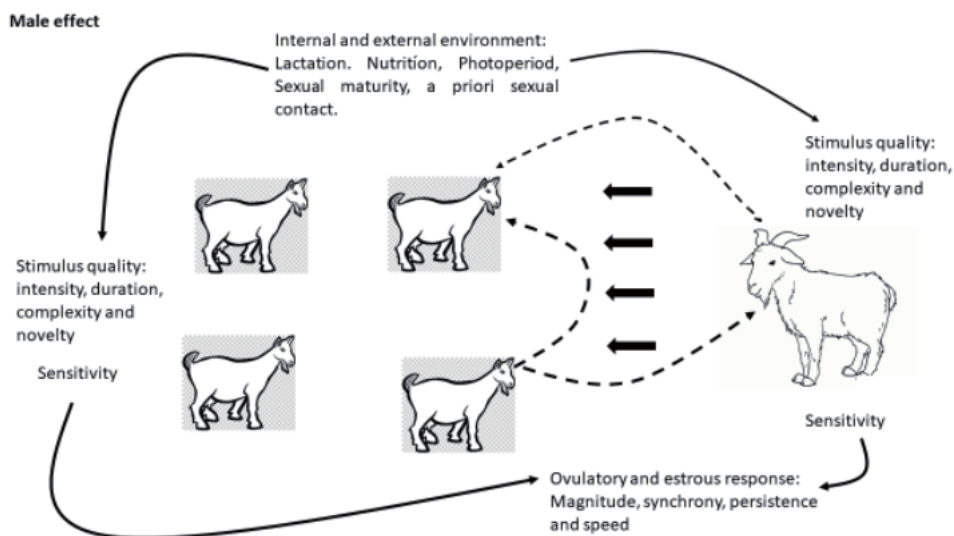 Male effect
Internal and external environment:
Lactation. Nutritíon, Photoperiod,
Sexual maturity, a priori sexual
contact.
Stimulus quality:
intensity, duration,
complexity and
novelty
Stimulus quality:
intensity, duration,
complexity and
novelty
Sensitivity
Sensitivity
Ovulatory and estrous response:
Magnitude, synchrony, persistence
and speed